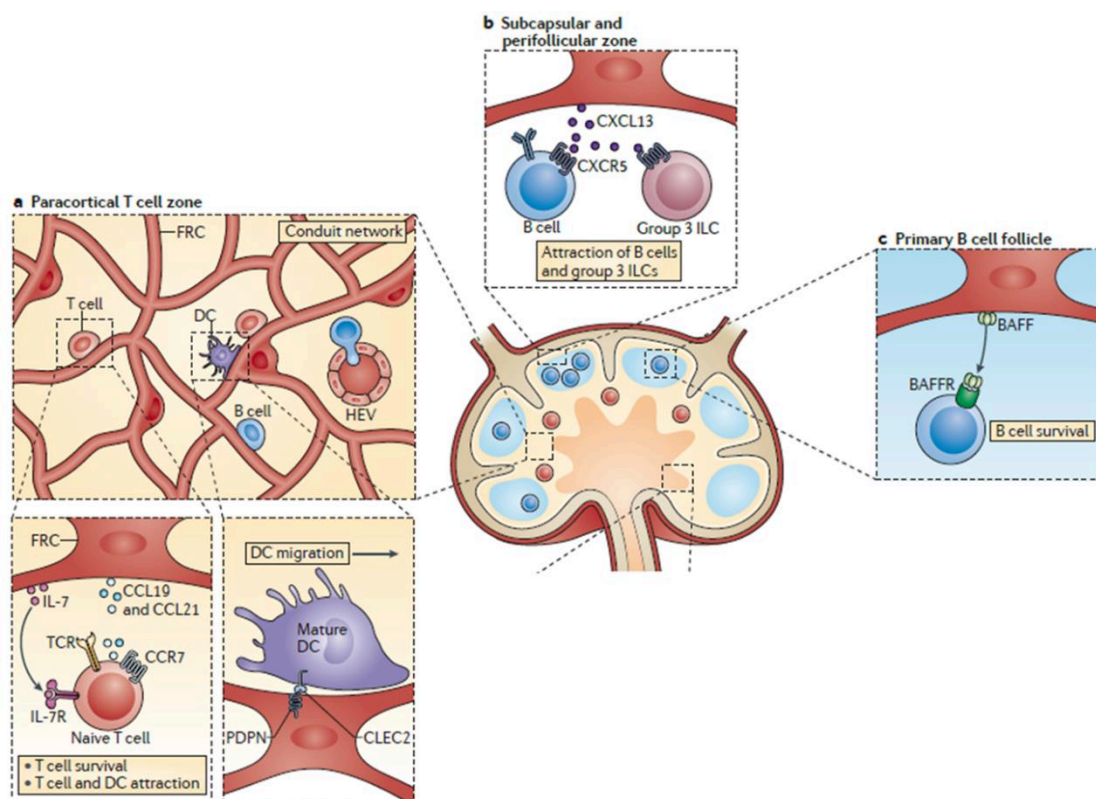 b Subcapsular and
perifollicular zone
CXCL13
CXCR5
B cell
Group 3 ILC
Attraction of B cells
and group 3 ILCs
a Paracortical T cell zone
FRC
Conduit network
T cell
DC
B cell
HEV
c Primary B cell follicle
BAFF
BAFFR
B cell survival
FRC
IL-7
CCL19
and CCL21
TCR
CCR7
IL-7R
Naive T cell
• T cell survival
• T cell and DC attraction
DC migration
Mature
DC
PDPN
CLEC2